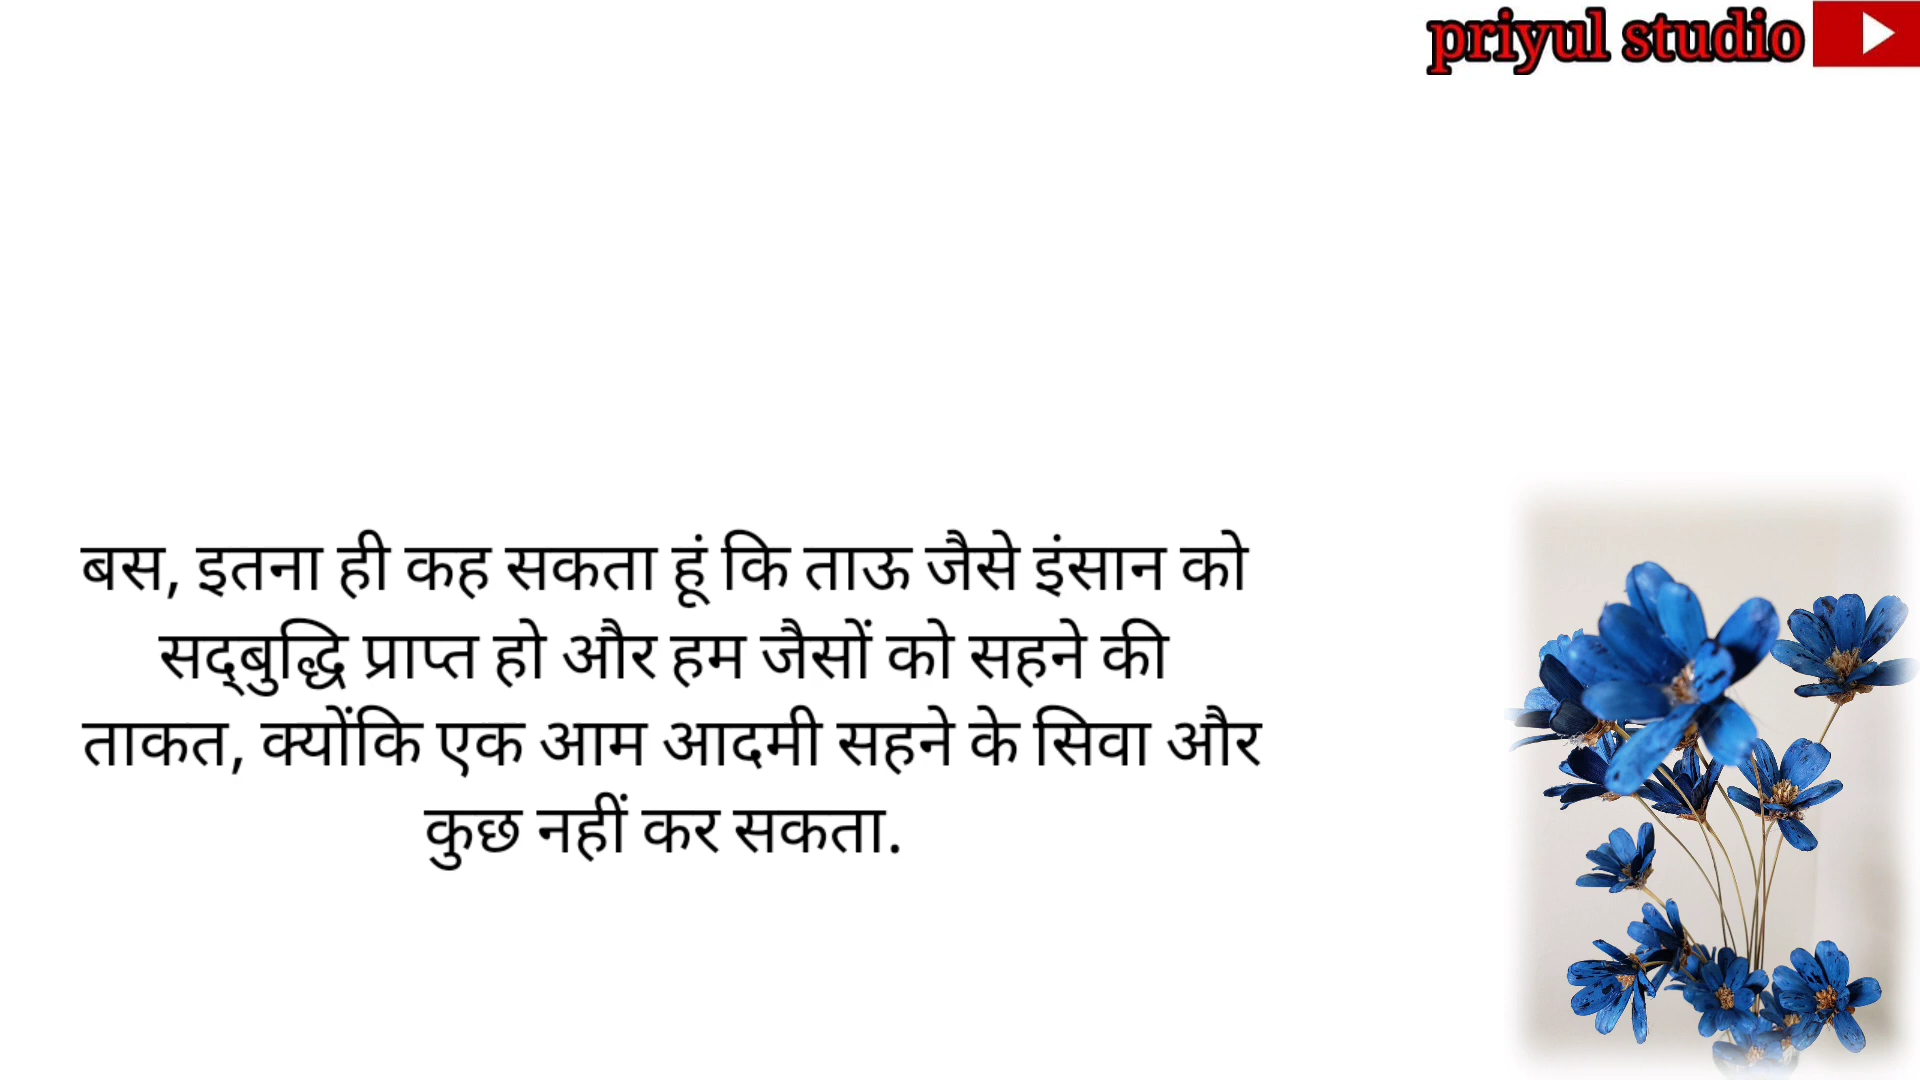 priyul studio
बस, इतना ही कह सकता हूं कि ताऊ जैसे इंसान को
सद्‌बुद्धि प्राप्त हो और हम जैसों को सहने की
ताकत, क्योंकि एक आम आदमी सहने के सिवा और
कुछ नहीं कर सकता.